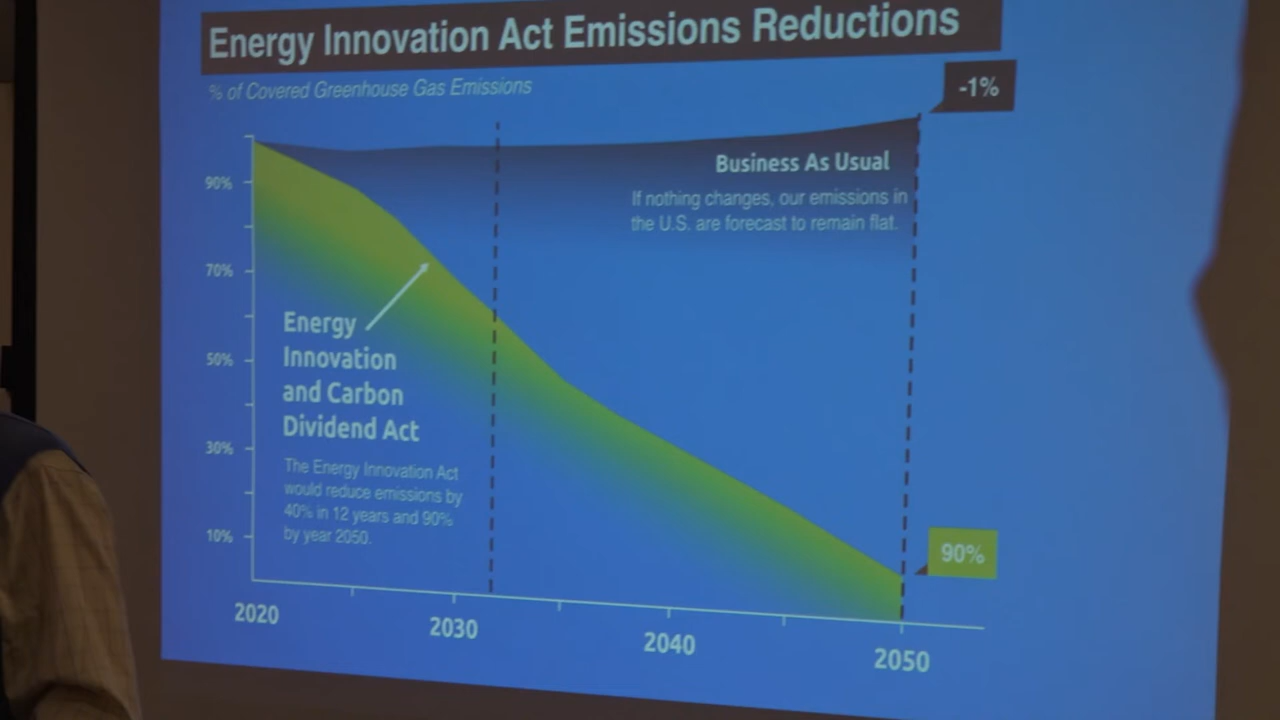 Energy Innovation Act Emissions Reductions
% of Covered Greenhouse Gas Emissions
-1%
Business As Usual
If nothing changes, our emissions in
the U.S. are forecast to remain flat.
90%
70%
50%
30%
10%
Energy
Innovation
and Carbon
Dividend Act
The Energy Innovation Act
would reduce emissions by
40% in 12 years and 90%
by year 2050.
90%
2020
2030
2040
2050